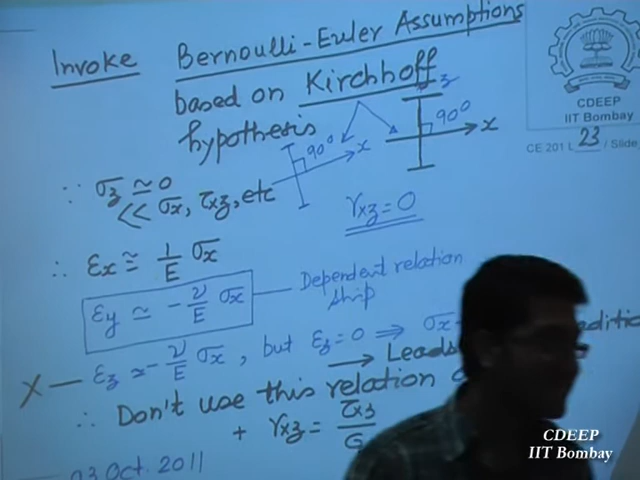 Invoke Bernoulli-Euler Assumptions
based on Kirchhoff
hypothesis
CDEEP
IIT Bombay
CE 201 L 23 / Slide
z
90° x
90° x
∵ σz ≃ 0
<< σx, τxz, etc
γxz = 0
∴ εx ≅ 1/E σx
εy ≃ -ν/E σx
Dependent relation
ship
X — εz ≈ -ν/E σx, but εz = 0 ⇒ σx
→ Leads
∴ Don't use this relation
+ γxz = τxz/G
03 Oct. 2011
CDEEP
IIT Bombay